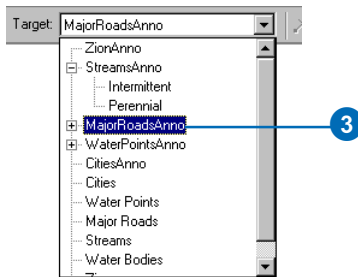 Target: MajorRoadsAnno
ZionAnno
StreamsAnno
Intermittent
Perennial
MajorRoadsAnno 3
WaterPointsAnno
CitiesAnno
Cities
Water Points
Major Roads
Streams
Water Bodies